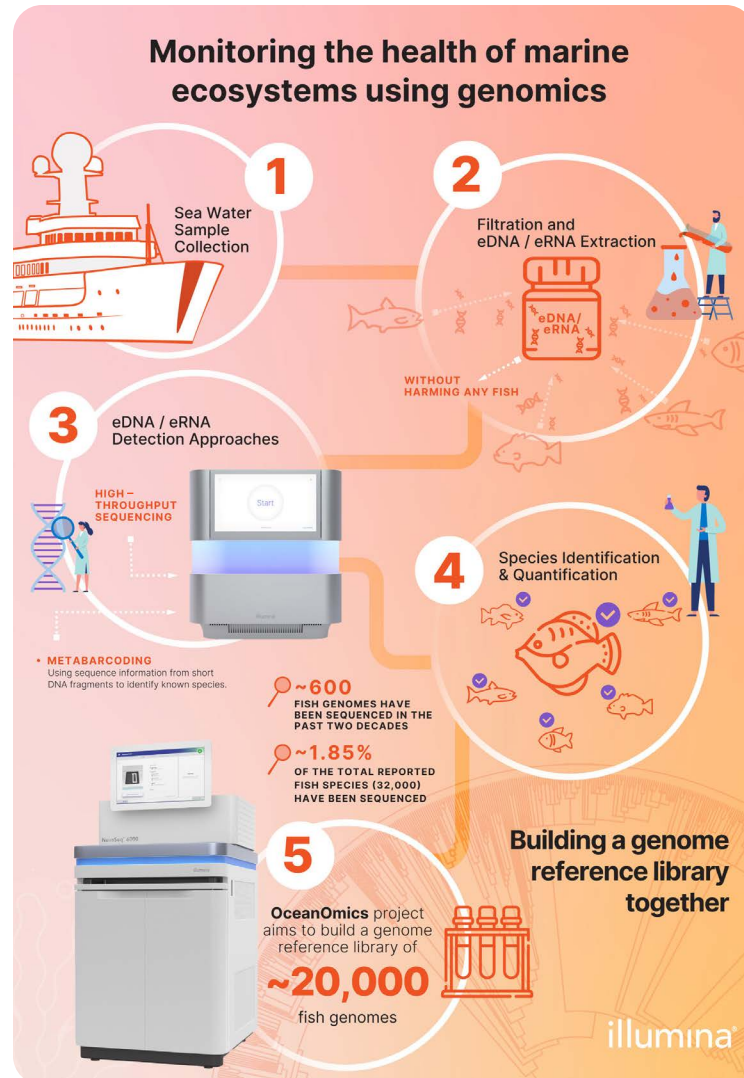 Monitoring the health of marine
ecosystems using genomics
1
Sea Water
Sample
Collection
2
Filtration and
eDNA / eRNA Extraction
eDNA/
eRNA
WITHOUT
HARMING ANY FISH
3
eDNA / eRNA
Detection Approaches
HIGH –
THROUGHPUT
SEQUENCING
Start
• METABARCODING
Using sequence information from short
DNA fragments to identify known species.
4
Species Identification
& Quantification
~600
FISH GENOMES HAVE
BEEN SEQUENCED IN THE
PAST TWO DECADES
~1.85%
OF THE TOTAL REPORTED
FISH SPECIES (32,000)
HAVE BEEN SEQUENCED
5
OceanOmics project
aims to build a genome
reference library of
~20,000
fish genomes
Building a genome
reference library
together
illumina®